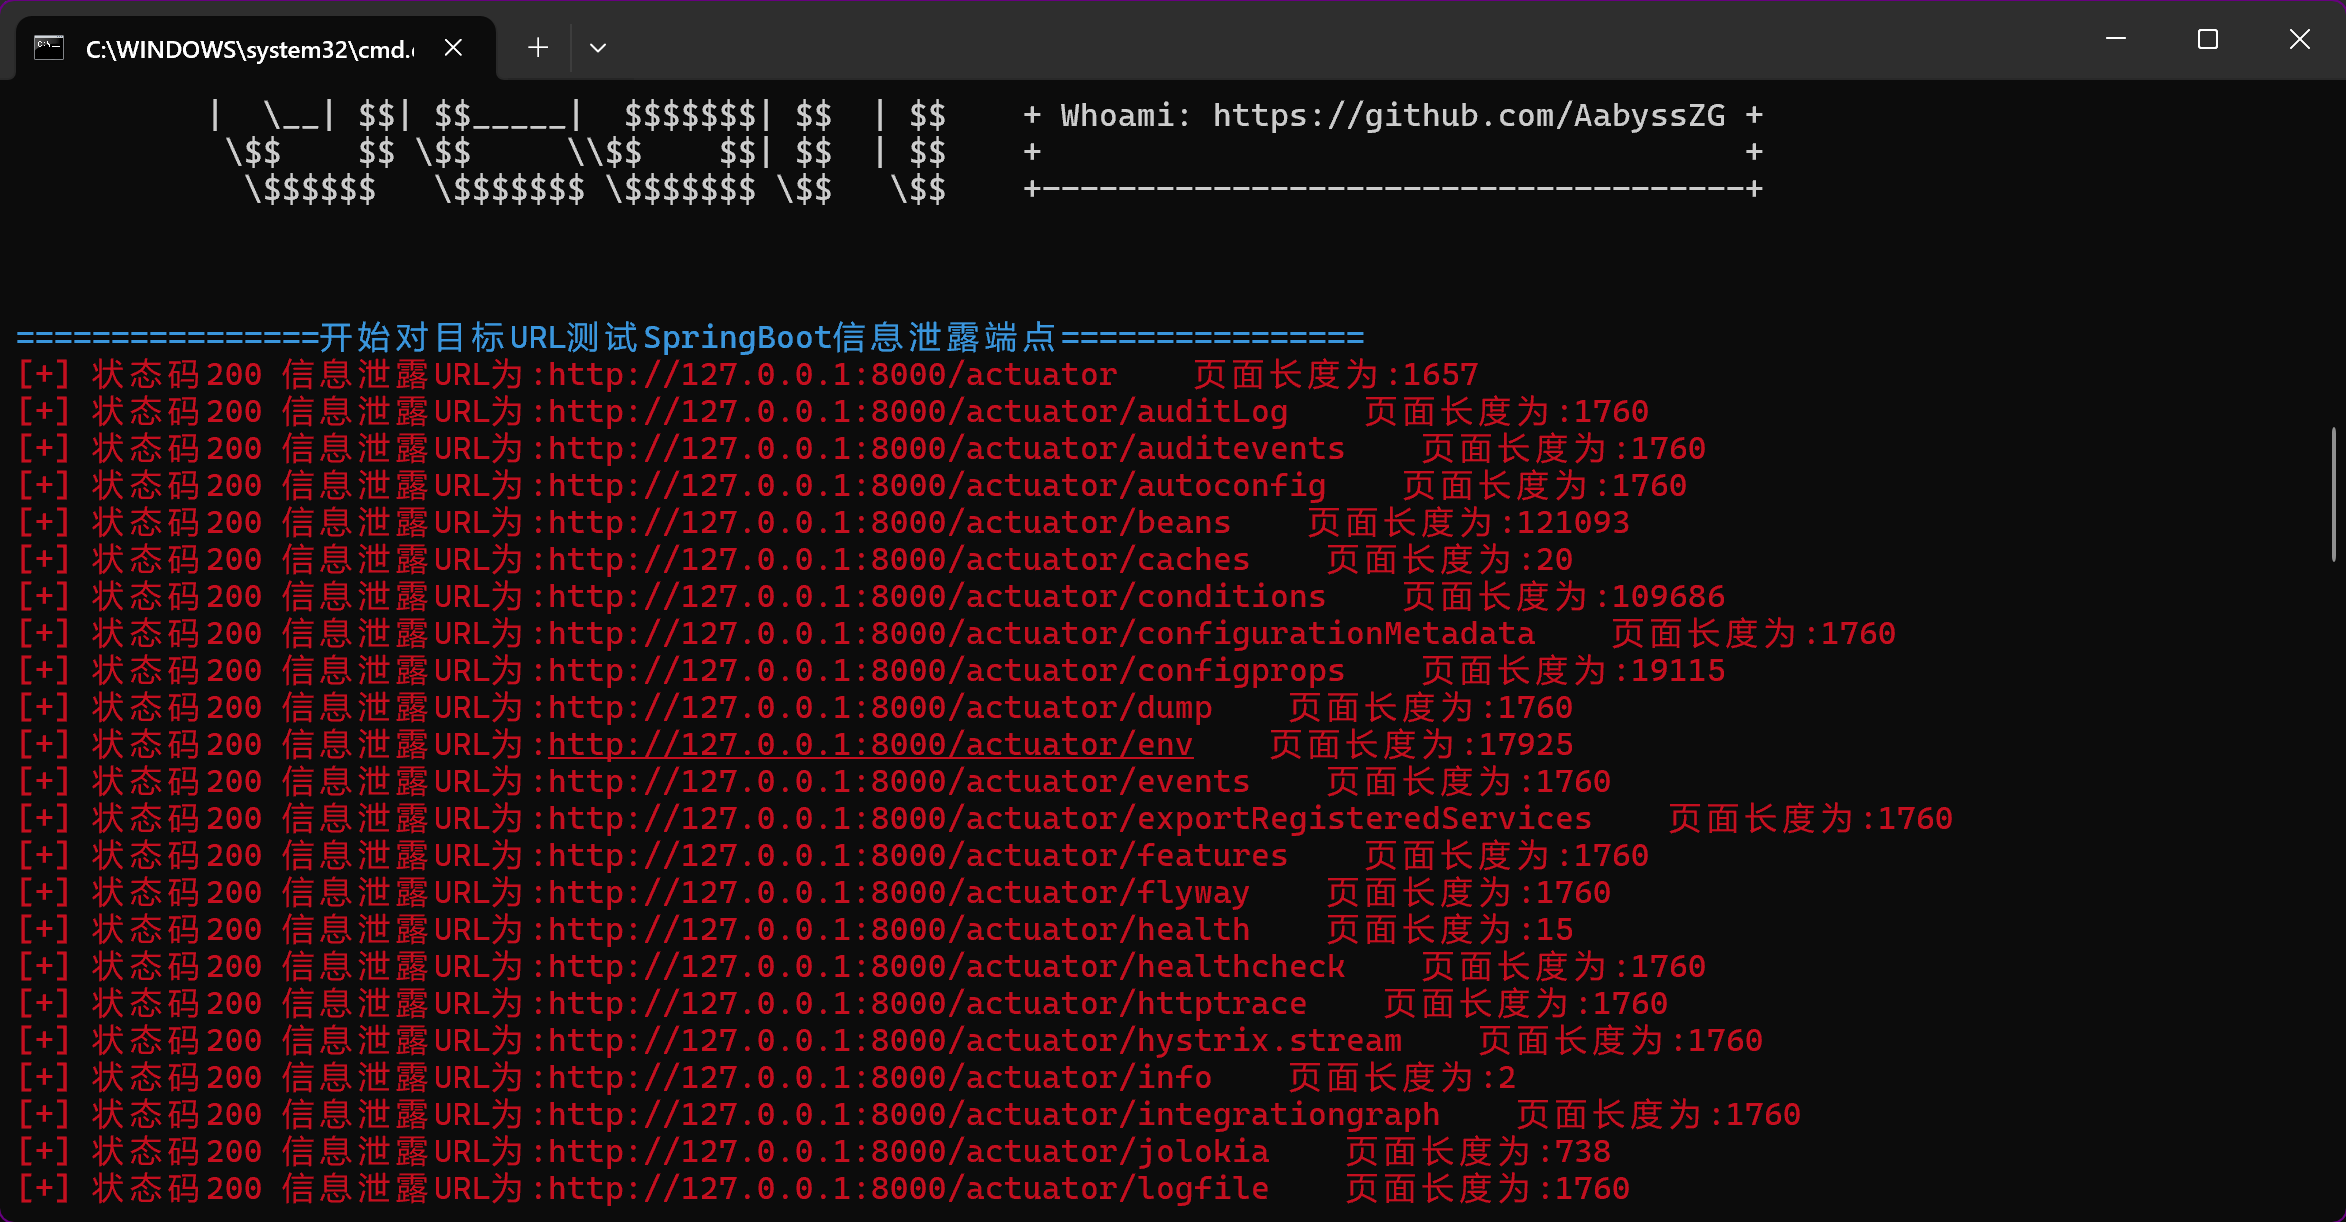 C:\WINDOWS\system32\cmd.
|  \__| $$| $$_____|  $$$$$$$| $$  | $$    + Whoami: https://github.com/AabyssZG +
\$$    $$ \$$     \\$$    $$| $$  | $$    +                                     +
\$$$$$$   \$$$$$$$ \$$$$$$$ \$$   \$$    +-------------------------------------+
================开始对目标URL测试SpringBoot信息泄露端点================
[+] 状态码200 信息泄露URL为:http://127.0.0.1:8000/actuator    页面长度为:1657
[+] 状态码200 信息泄露URL为:http://127.0.0.1:8000/actuator/auditLog    页面长度为:1760
[+] 状态码200 信息泄露URL为:http://127.0.0.1:8000/actuator/auditevents    页面长度为:1760
[+] 状态码200 信息泄露URL为:http://127.0.0.1:8000/actuator/autoconfig    页面长度为:1760
[+] 状态码200 信息泄露URL为:http://127.0.0.1:8000/actuator/beans    页面长度为:121093
[+] 状态码200 信息泄露URL为:http://127.0.0.1:8000/actuator/caches    页面长度为:20
[+] 状态码200 信息泄露URL为:http://127.0.0.1:8000/actuator/conditions    页面长度为:109686
[+] 状态码200 信息泄露URL为:http://127.0.0.1:8000/actuator/configurationMetadata    页面长度为:1760
[+] 状态码200 信息泄露URL为:http://127.0.0.1:8000/actuator/configprops    页面长度为:19115
[+] 状态码200 信息泄露URL为:http://127.0.0.1:8000/actuator/dump    页面长度为:1760
[+] 状态码200 信息泄露URL为:http://127.0.0.1:8000/actuator/env    页面长度为:17925
[+] 状态码200 信息泄露URL为:http://127.0.0.1:8000/actuator/events    页面长度为:1760
[+] 状态码200 信息泄露URL为:http://127.0.0.1:8000/actuator/exportRegisteredServices    页面长度为:1760
[+] 状态码200 信息泄露URL为:http://127.0.0.1:8000/actuator/features    页面长度为:1760
[+] 状态码200 信息泄露URL为:http://127.0.0.1:8000/actuator/flyway    页面长度为:1760
[+] 状态码200 信息泄露URL为:http://127.0.0.1:8000/actuator/health    页面长度为:15
[+] 状态码200 信息泄露URL为:http://127.0.0.1:8000/actuator/healthcheck    页面长度为:1760
[+] 状态码200 信息泄露URL为:http://127.0.0.1:8000/actuator/httptrace    页面长度为:1760
[+] 状态码200 信息泄露URL为:http://127.0.0.1:8000/actuator/hystrix.stream    页面长度为:1760
[+] 状态码200 信息泄露URL为:http://127.0.0.1:8000/actuator/info    页面长度为:2
[+] 状态码200 信息泄露URL为:http://127.0.0.1:8000/actuator/integrationgraph    页面长度为:1760
[+] 状态码200 信息泄露URL为:http://127.0.0.1:8000/actuator/jolokia    页面长度为:738
[+] 状态码200 信息泄露URL为:http://127.0.0.1:8000/actuator/logfile    页面长度为:1760